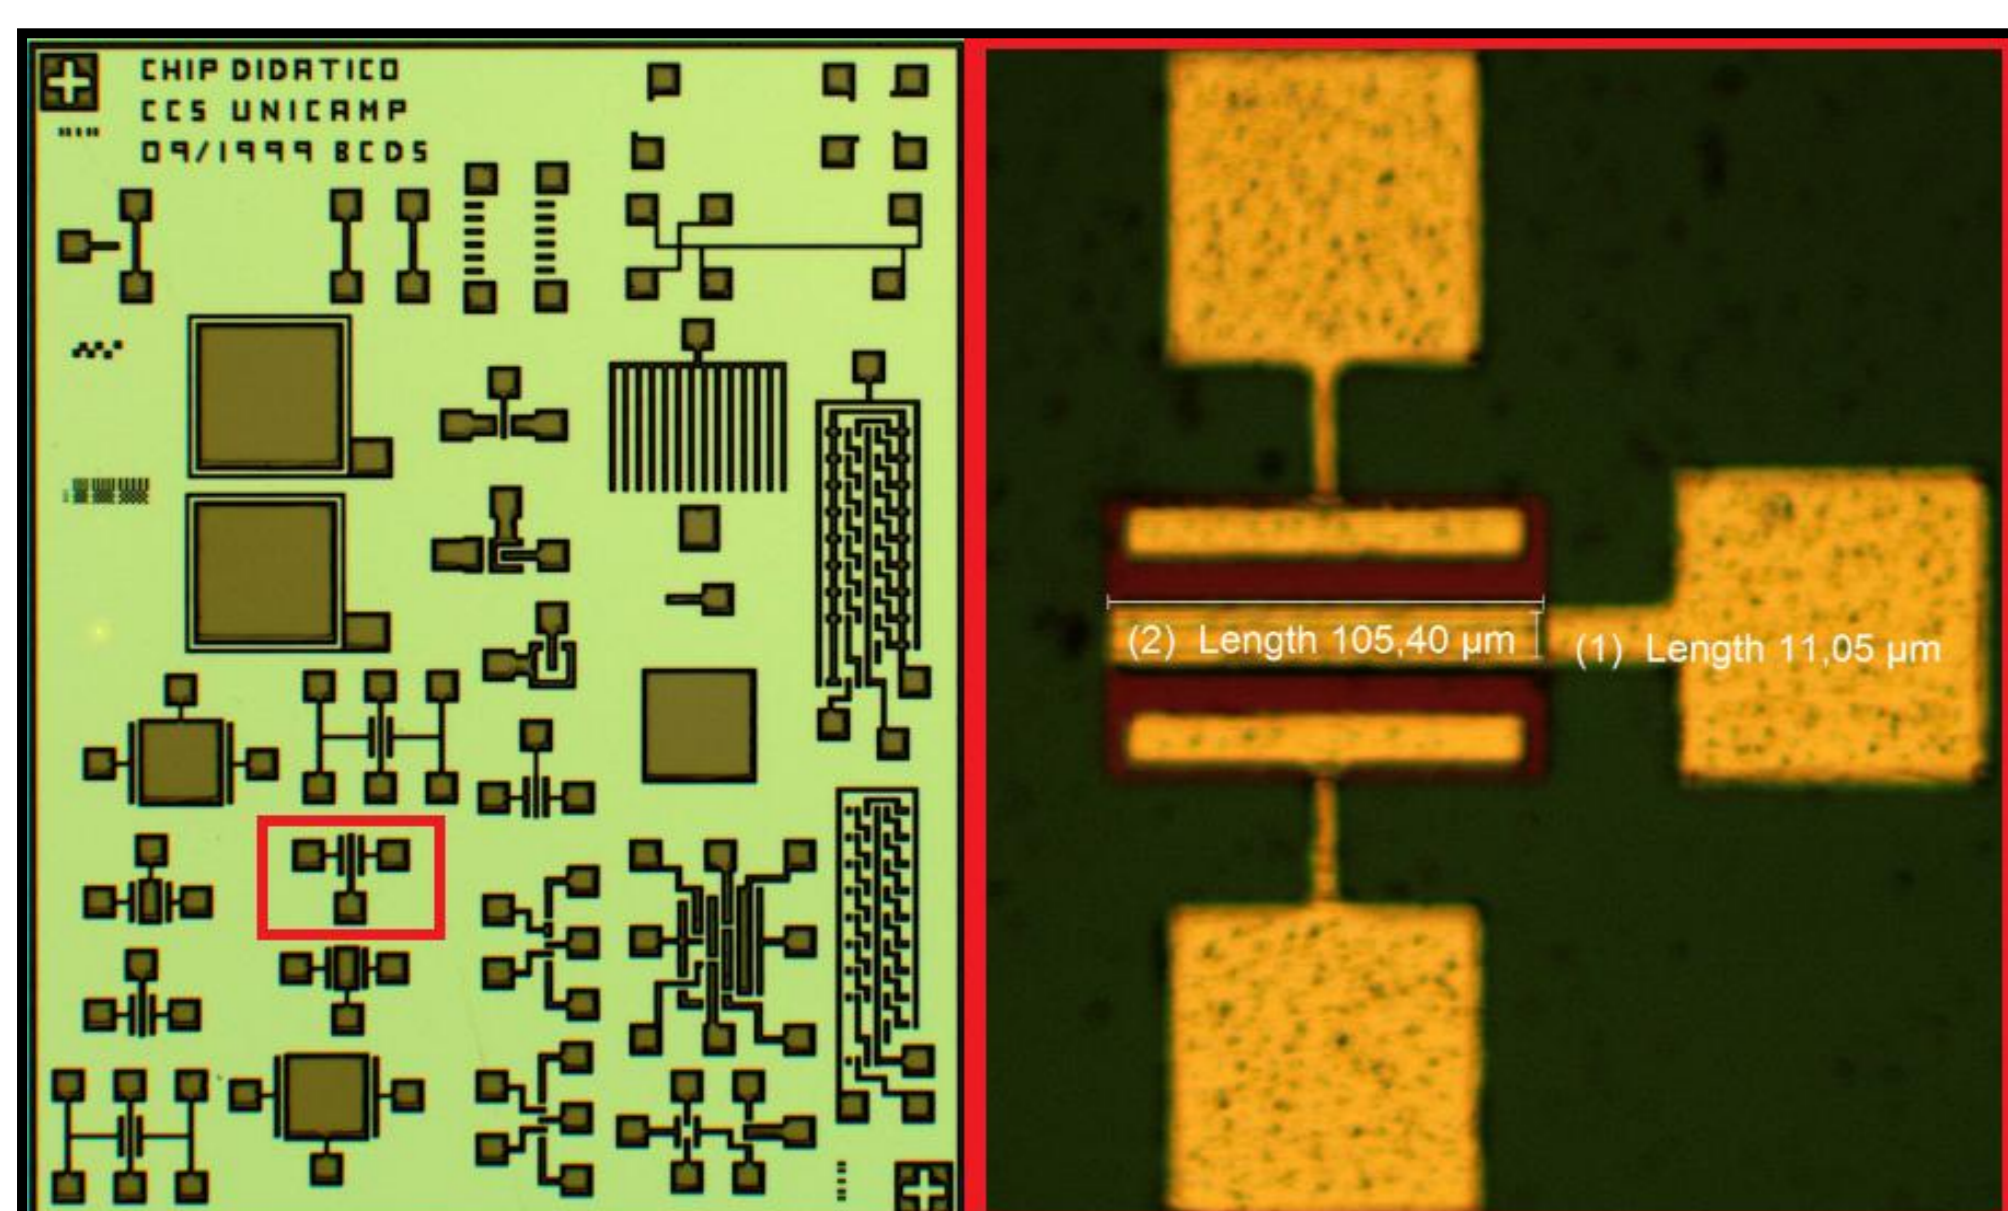 CHIP DIDATICO
CCS UNICAMP
09/1999 BCDS
(2) Length 105,40 µm
(1) Length 11,05 µm